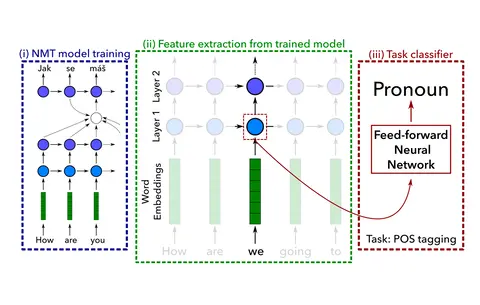 (i) NMT model training
Jak se máš
How are you
(ii) Feature extraction from trained model
Layer 2
Layer 1
Word
Embeddings
How are we going to
(iii) Task classifier
Pronoun
Feed-forward
Neural
Network
Task: POS tagging